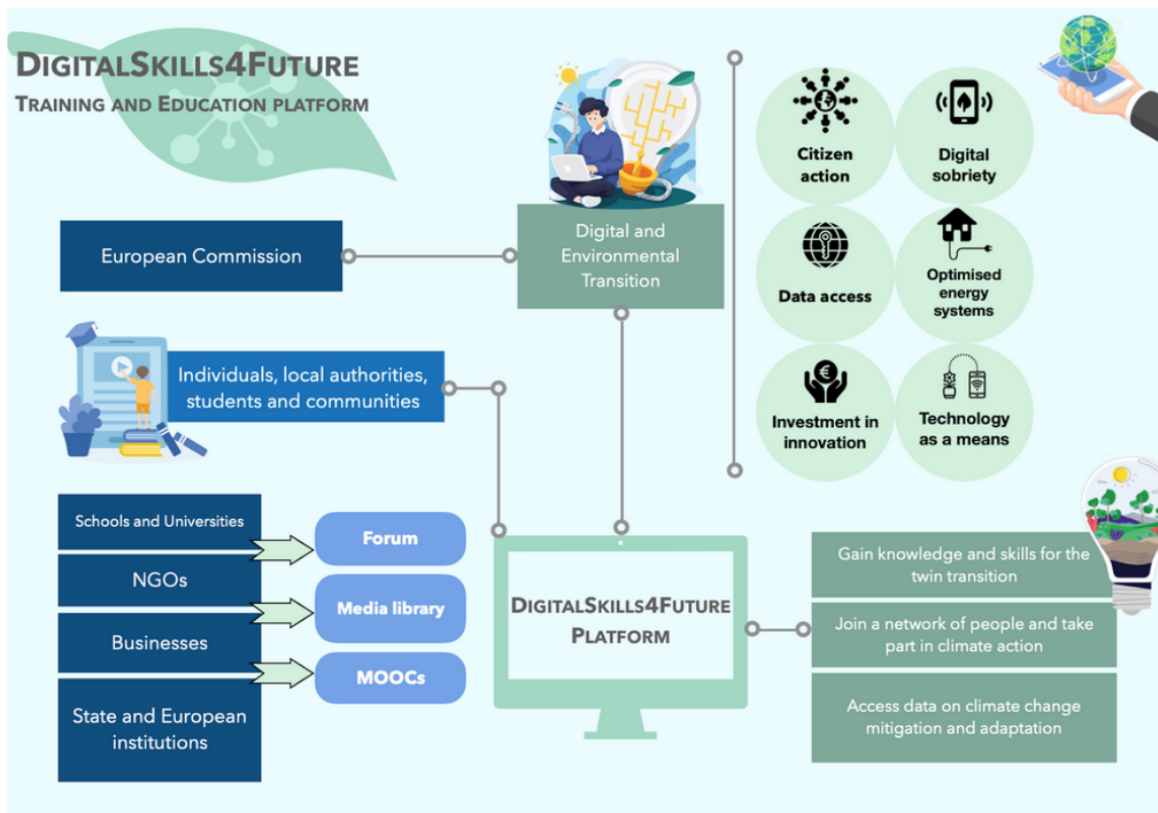 DIGITALSKILLS4FUTURE
TRAINING AND EDUCATION PLATFORM
European Commission
Digital and
Environmental
Transition
Individuals, local authorities,
students and communities
Schools and Universities
NGOs
Businesses
State and European
institutions
Forum
Media library
MOOCs
DIGITALSKILLS4FUTURE
PLATFORM
Citizen
action
Digital
sobriety
Data access
Optimised
energy
systems
Investment in
innovation
Technology
as a means
Gain knowledge and skills for the
twin transition
Join a network of people and take
part in climate action
Access data on climate change
mitigation and adaptation